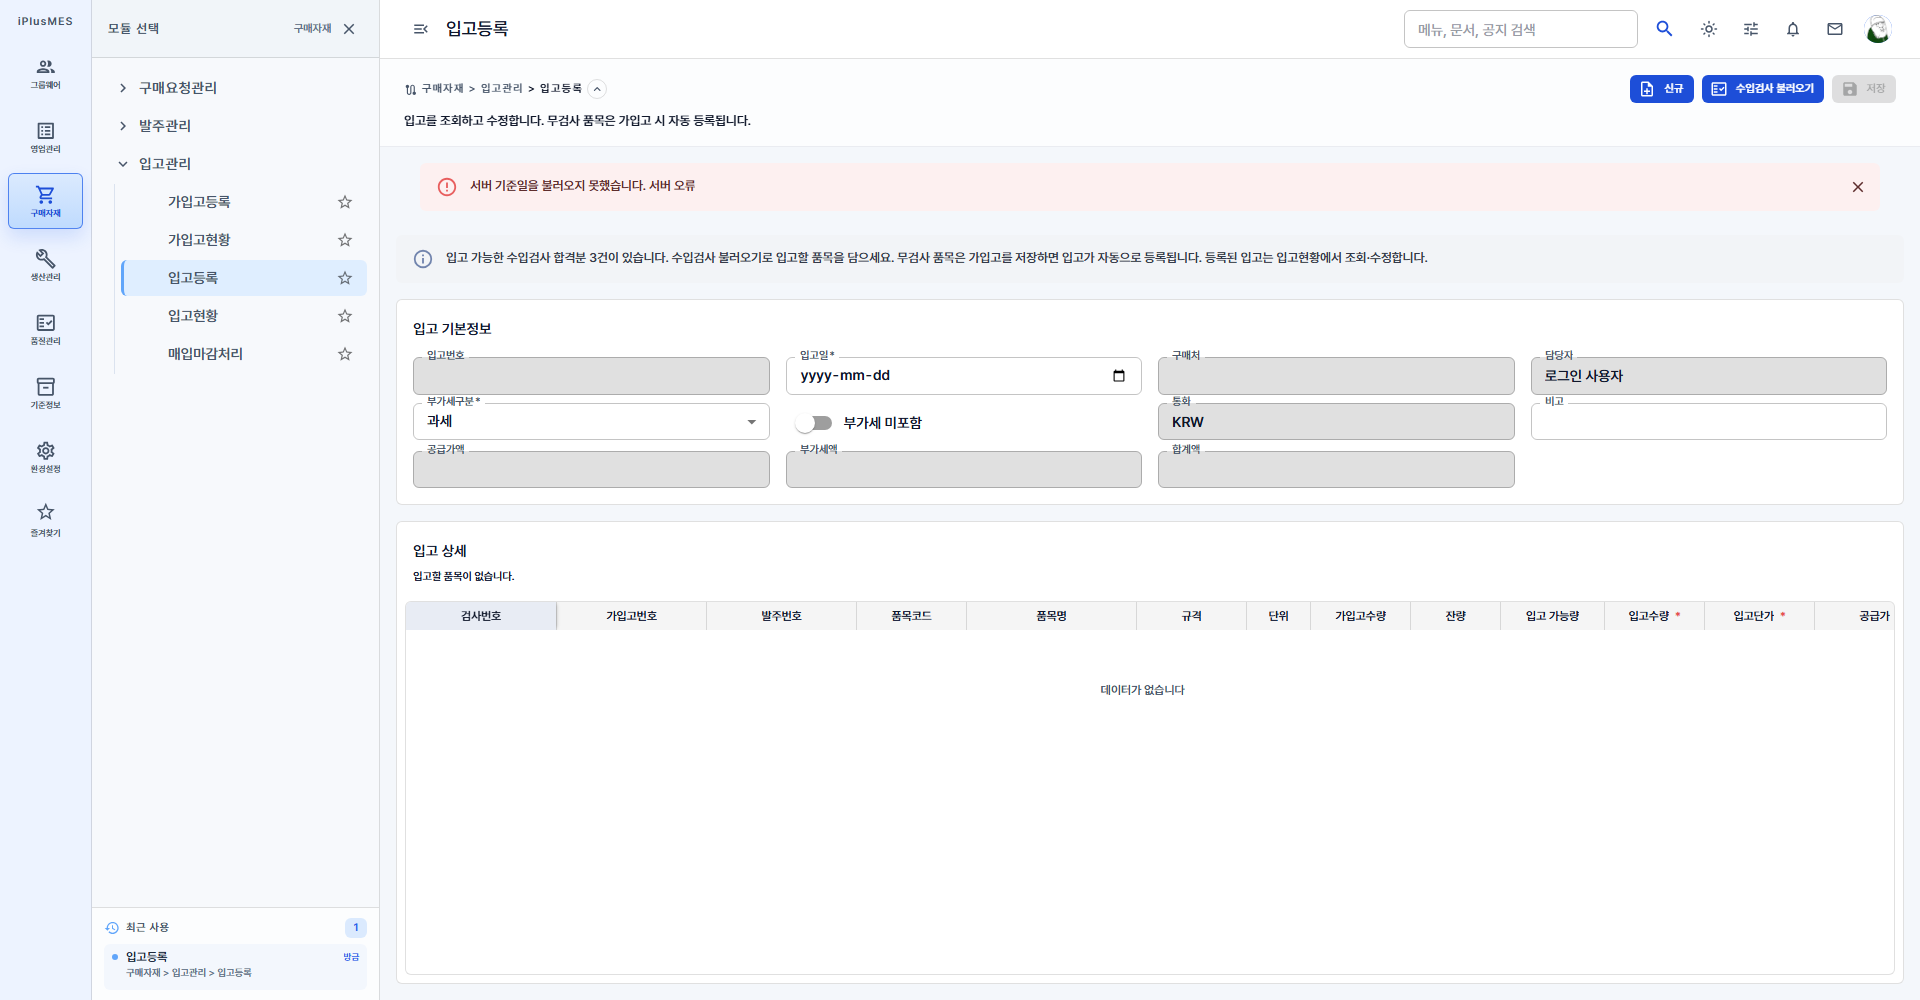 iPlusMES
그룹웨어
영업관리
구매자재
생산관리
품질관리
기준정보
환경설정
즐겨찾기
모듈 선택
구매자재
구매요청관리
발주관리
입고관리
가입고등록
가입고현황
입고등록
입고현황
매입마감처리
최근 사용
1
입고등록
방금
구매자재 > 입고관리 > 입고등록
입고등록
메뉴, 문서, 공지 검색
구매자재 > 입고관리 > 입고등록
신규
수입검사 불러오기
저장
입고를 조회하고 수정합니다. 무검사 품목은 가입고 시 자동 등록됩니다.
서버 기준일을 불러오지 못했습니다. 서버 오류
입고 가능한 수입검사 합격분 3건이 있습니다. 수입검사 불러오기로 입고할 품목을 담으세요. 무검사 품목은 가입고를 저장하면 입고가 자동으로 등록됩니다. 등록된 입고는 입고현황에서 조회·수정합니다.
입고 기본정보
입고번호
입고일 *
yyyy-mm-dd
구매처
담당자
로그인 사용자
부가세구분 *
과세
부가세 미포함
통화
KRW
비고
공급가액
부가세액
합계액
입고 상세
입고할 품목이 없습니다.
검사번호 가입고번호 발주번호 품목코드 품목명 규격 단위 가입고수량 잔량 입고 가능량 입고수량 * 입고단가 * 공급가
데이터가 없습니다